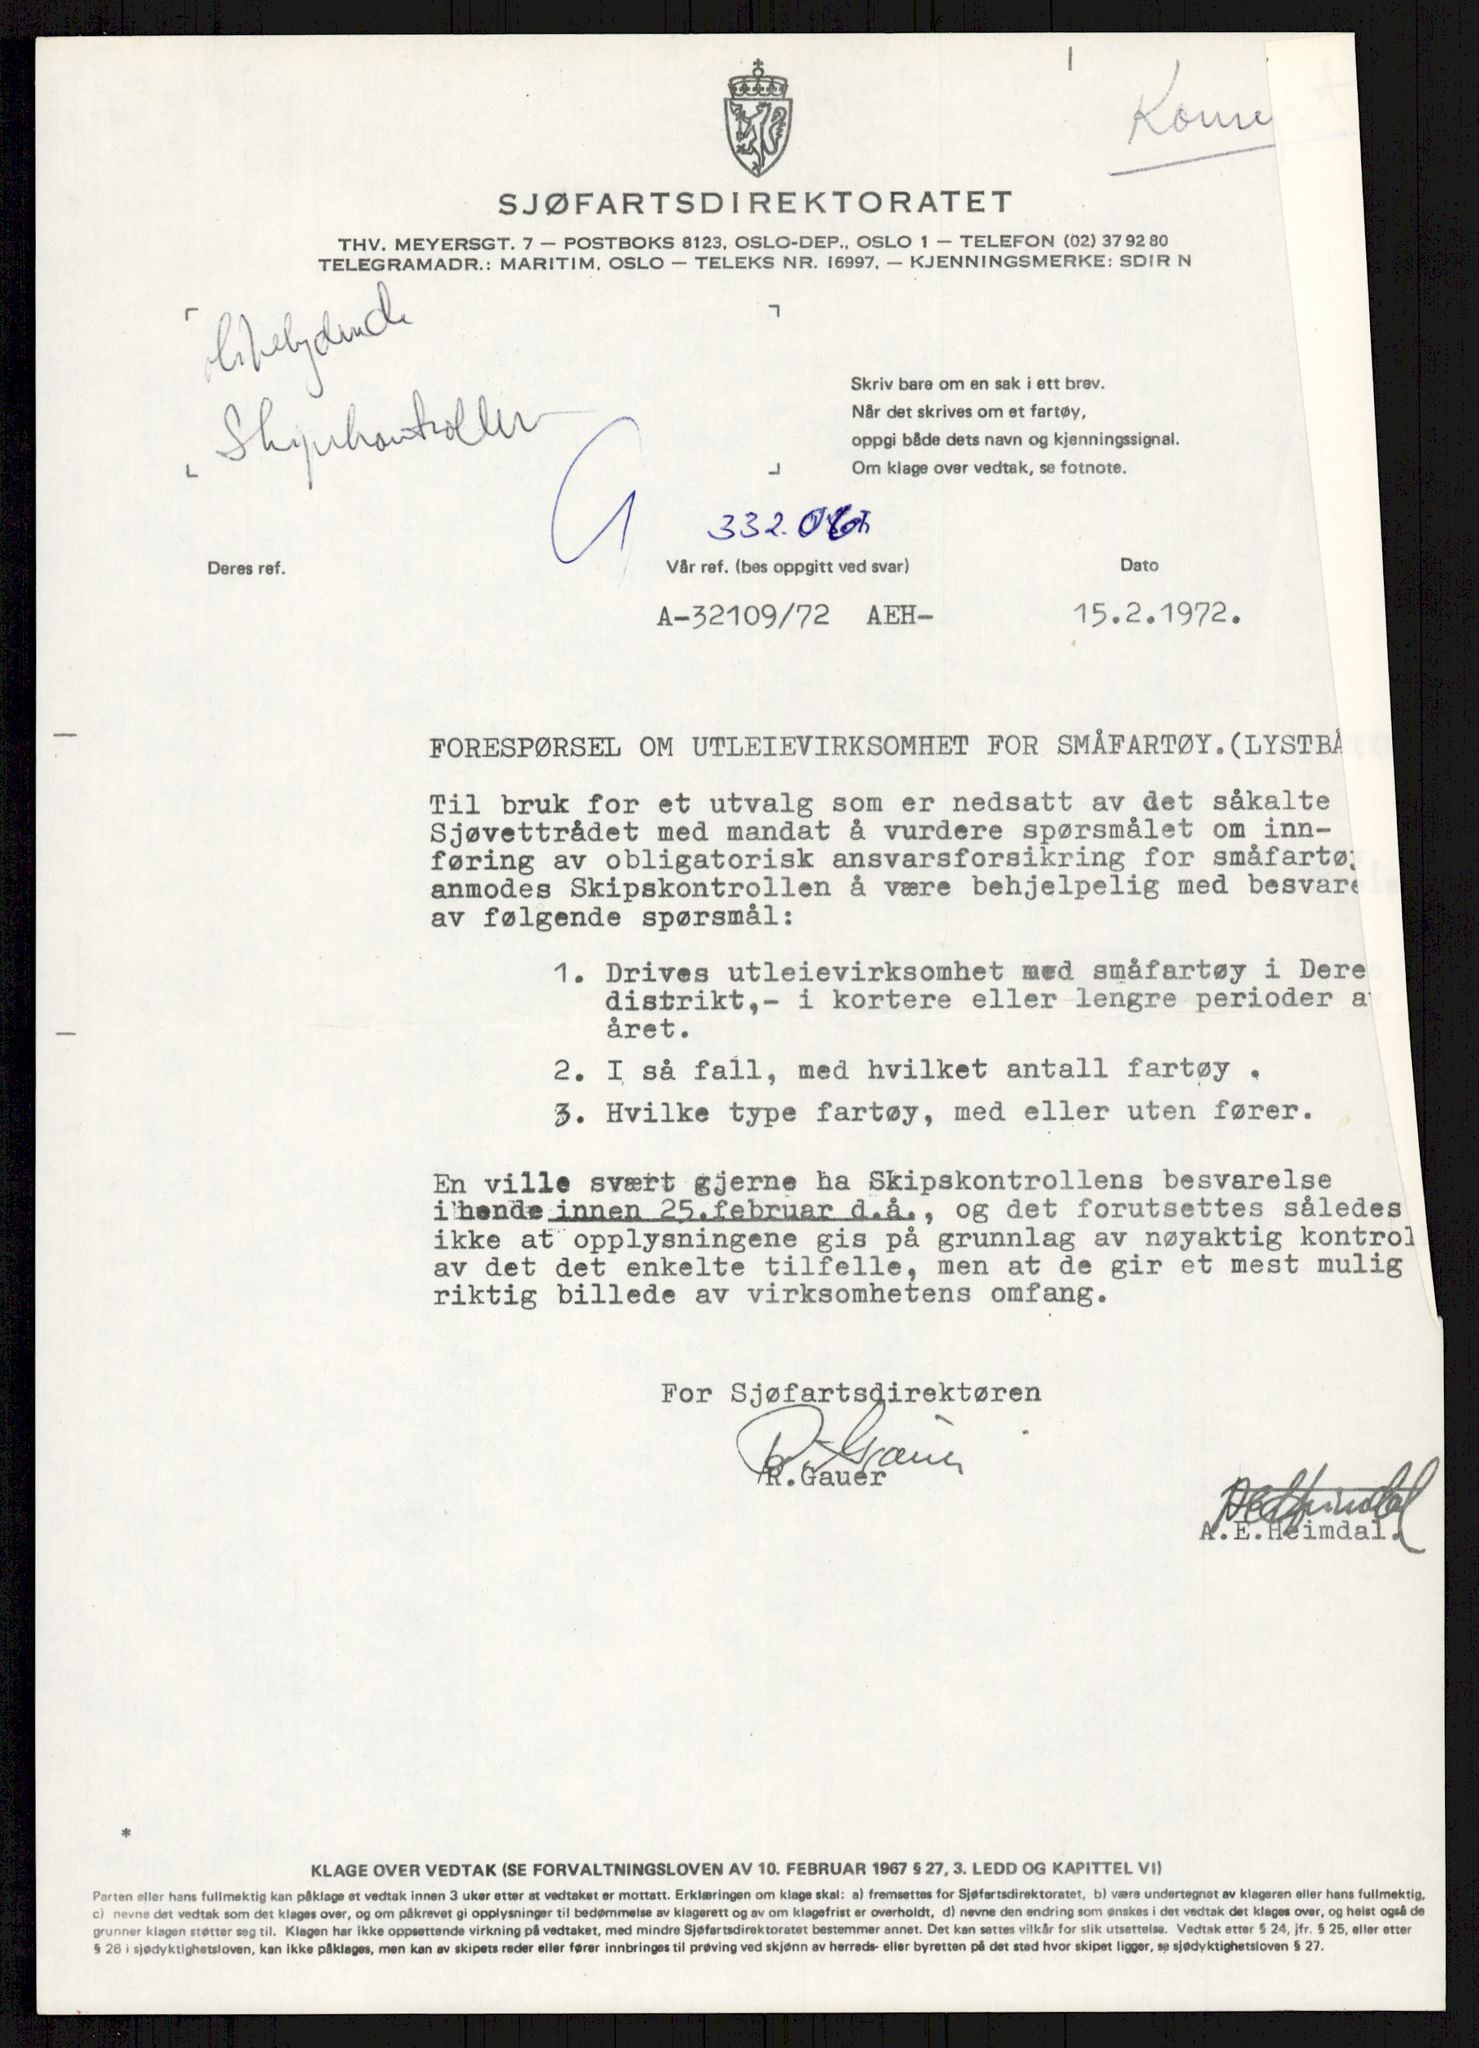 SJØFARTSDIREKTORATET
THV. MEYERSGT. 7 — POSTBOKS 8123, OSLO-DEP., OSLO 1 — TELEFON (02) 37 92 80
TELEGRAMADR.: MARITIM, OSLO — TELEKS NR. 16997, — KJENNINGSMERKE: SDIR N
Skipskontrollen
Skriv bare om en sak i ett brev.
Når det skrives om et fartøy,
oppgi både dets navn og kjenningssignal.
Om klage over vedtak, se fotnote.
332.
Deres ref.
Vår ref. (bes oppgitt ved svar)
Dato
A-32109/72 AEH-
15.2.1972.
FORESPØRSEL OM UTLEIEVIRKSOMHET FOR SMÅFARTØY.(LYSTBÅ
Til bruk for et utvalg som er nedsatt av det såkalte
Sjøvettrådet med mandat å vurdere spørsmålet om inn-
føring av obligatorisk ansvarsforsikring for småfartøy
anmodes Skipskontrollen å være behjelpelig med besvare
av følgende spørsmål:
1. Drives utleievirksomhet med småfartøy i Dere
distrikt,- i kortere eller lengre perioder a
året.
2. I så fall, med hvilket antall fartøy .
3. Hvilke type fartøy, med eller uten fører.
En ville svært gjerne ha Skipskontrollens besvarelse
i hende innen 25.februar d.å., og det forutsettes således
ikke at opplysningene gis på grunnlag av nøyaktig kontrol
av det det enkelte tilfelle, men at de gir et mest mulig
riktig billede av virksomhetens omfang.
For Sjøfartsdirektøren
R.Gauer
A.E.Heimdal.
*
KLAGE OVER VEDTAK (SE FORVALTNINGSLOVEN AV 10. FEBRUAR 1967 § 27, 3. LEDD OG KAPITTEL VI)
Parten eller hans fullmektig kan påklage et vedtak innen 3 uker etter at vedtaket er mottatt. Erklæringen om klage skal: a) fremsettes for Sjøfartsdirektoratet, b) være undertegnet av klageren eller hans fullmektig,
c) nevne det vedtak som det klages over, og om påkrevet gi opplysninger til bedømmelse av klagerett og av om klagefrist er overholdt, d) nevne den endring som ønskes i det vedtak det klages over, og helst også de
grunner klagen støtter seg til. Klagen har ikke oppsettende virkning på vedtaket, med mindre Sjøfartsdirektoratet bestemmer annet. Det kan settes vilkår for slik utsettelse. Vedtak etter § 24, jfr. § 25, eller etter
§ 26 i sjødyktighetsloven, kan ikke påklages, men kan av skipets reder eller fører innbringes til prøving ved skjønn av herreds- eller byretten på det sted hvor skipet ligger, se sjødyktighetsloven § 27.